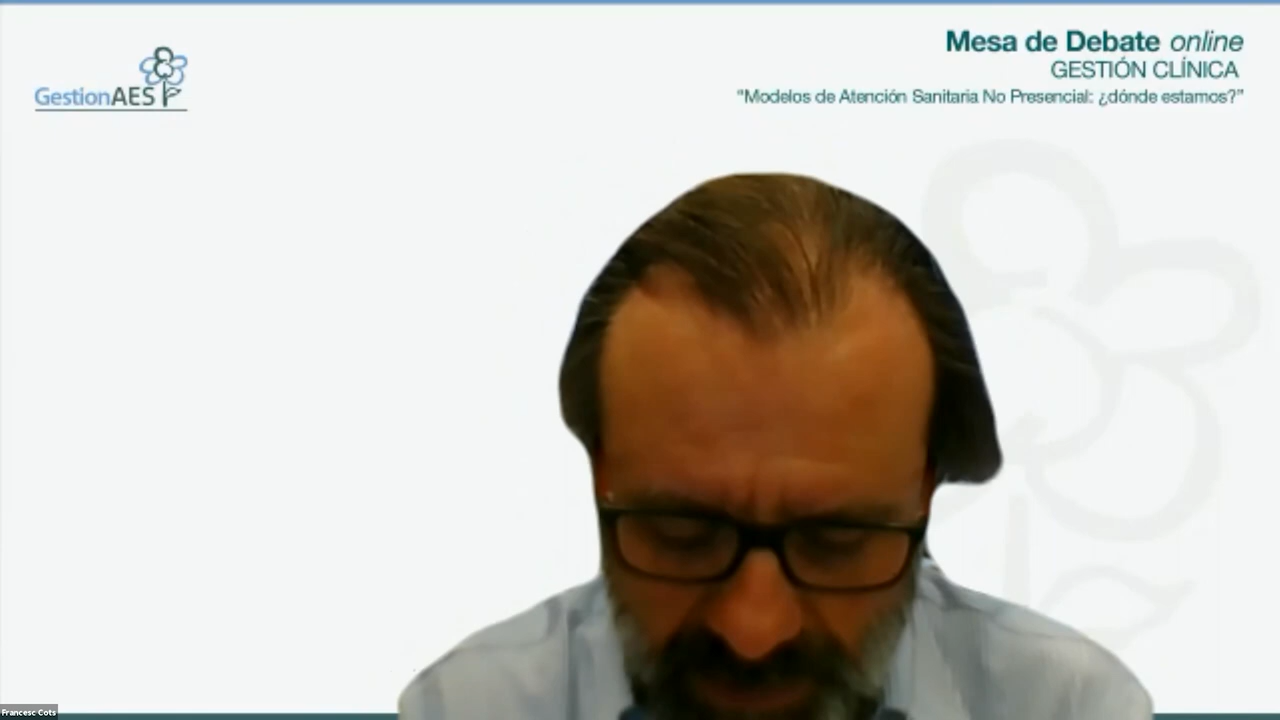 GestionAES
Mesa de Debate online
GESTIÓN CLÍNICA
“Modelos de Atención Sanitaria No Presencial: ¿dónde estamos?”
Francesc Cots